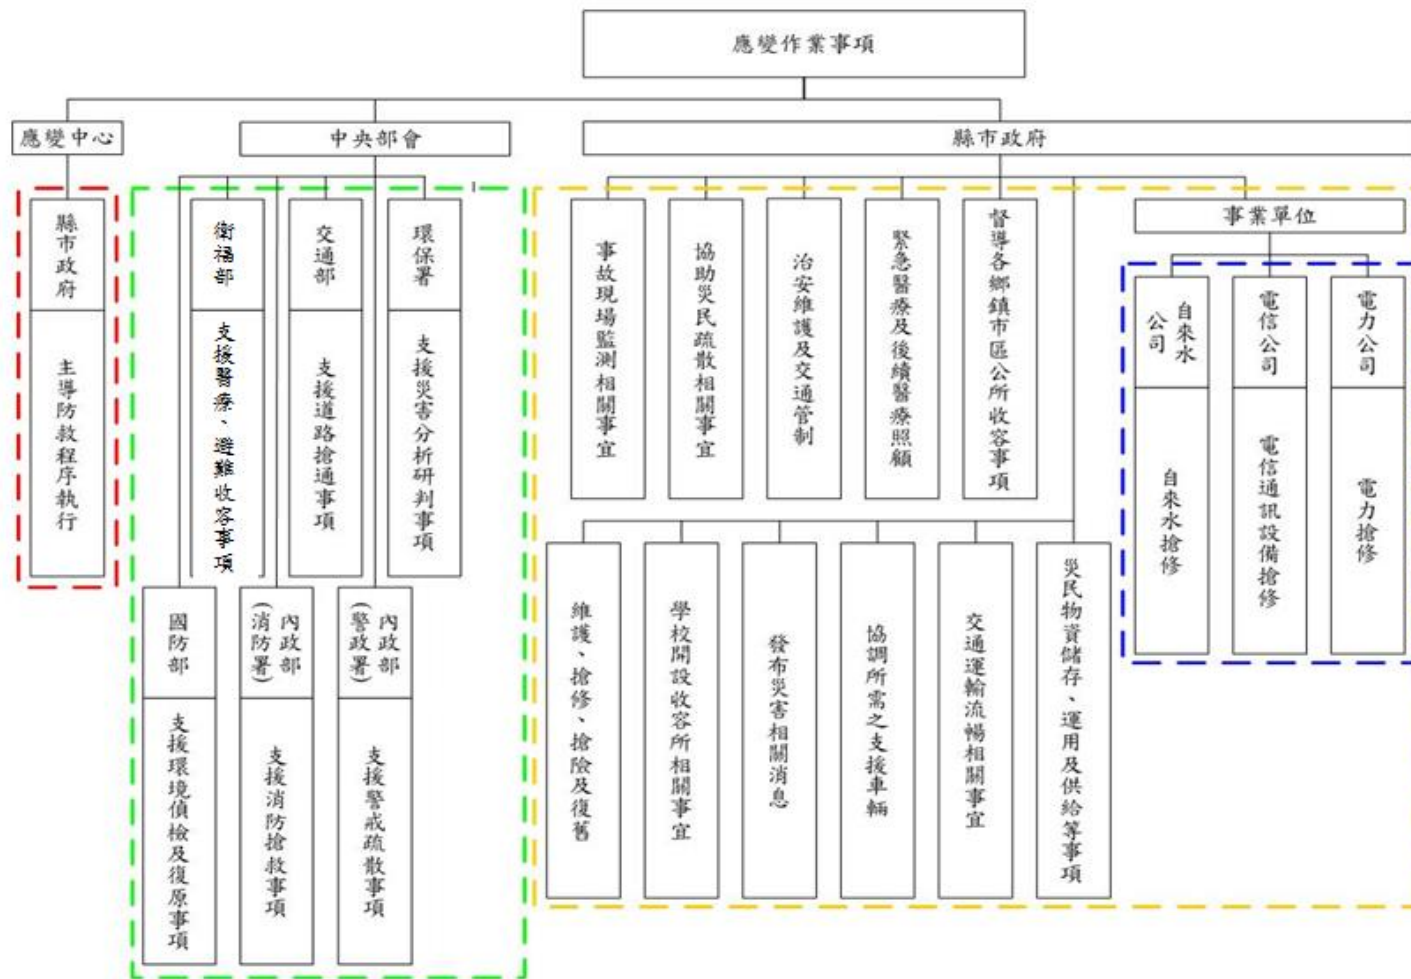 應變作業事項
應變中心
中央部會
縣市政府
縣市政府
主導防救程序執行
衛福部
支援醫療、避難收容事項
交通部
支援道路搶通事項
環保署
支援災害分析研判事項
國防部
支援環境偵檢及復原事項
內政部
(消防署)
支援消防搶救事項
內政部
(警政署)
支援警戒疏散事項
事故現場監測相關事宜
協助災民疏散相關事宜
治安維護及交通管制
緊急醫療及後續醫療照顧
督導各鄉鎮市區公所收容事項
維護、搶修、搶險及復舊
學校開設收容所相關事宜
發布災害相關消息
協調所需之支援車輛
交通運輸流暢相關事宜
災民物資儲存、運用及供給等事項
事業單位
自來水
公司
自來水搶修
電信公司
電信通訊設備搶修
電力公司
電力搶修